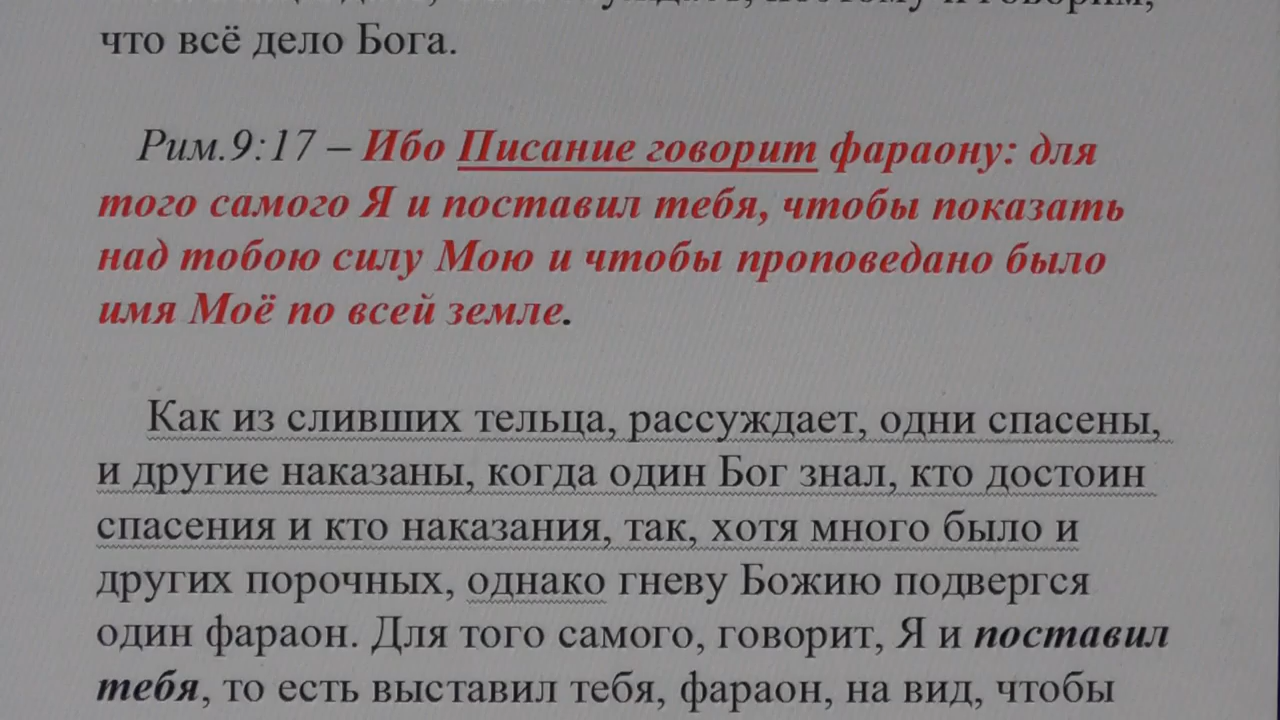 что всё дело Бога.
Рим.9:17 – Ибо Писание говорит фараону: для
того самого Я и поставил тебя, чтобы показать
над тобою силу Мою и чтобы проповедано было
имя Моё по всей земле.
Как из сливших тельца, рассуждает, одни спасены,
и другие наказаны, когда один Бог знал, кто достоин
спасения и кто наказания, так, хотя много было и
других порочных, однако гневу Божию подвергся
один фараон. Для того самого, говорит, Я и поставил
тебя, то есть выставил тебя, фараон, на вид, чтобы